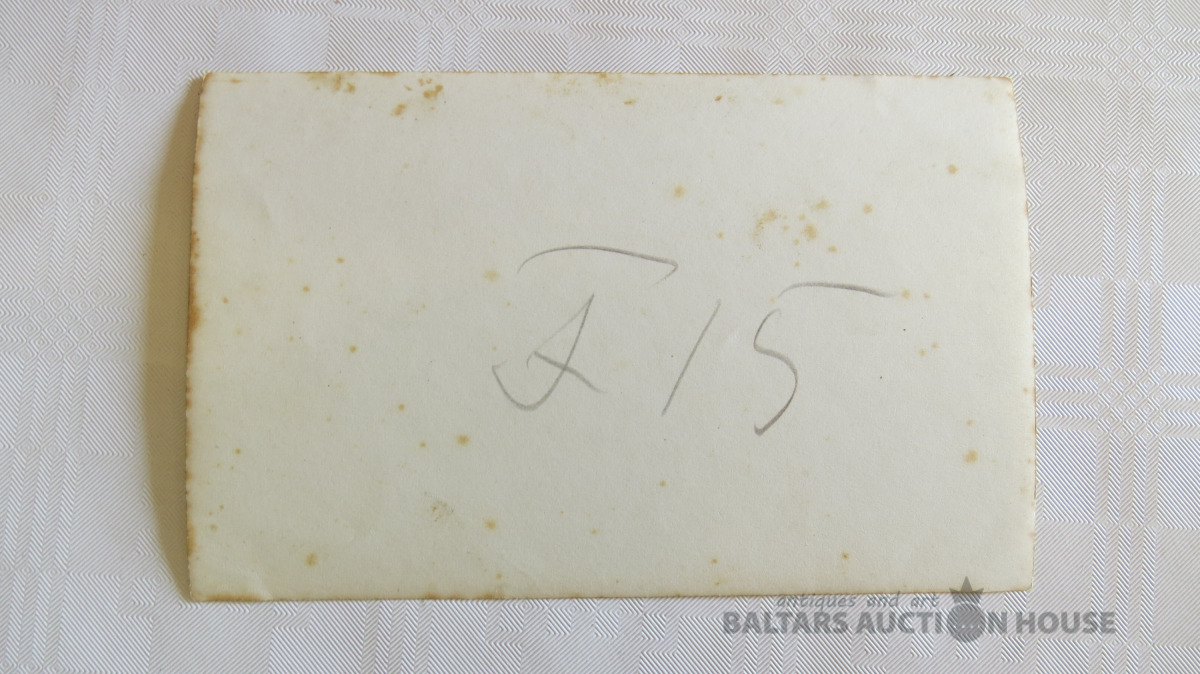 F 15
antiques and art
BALTARS AUCTION HOUSE